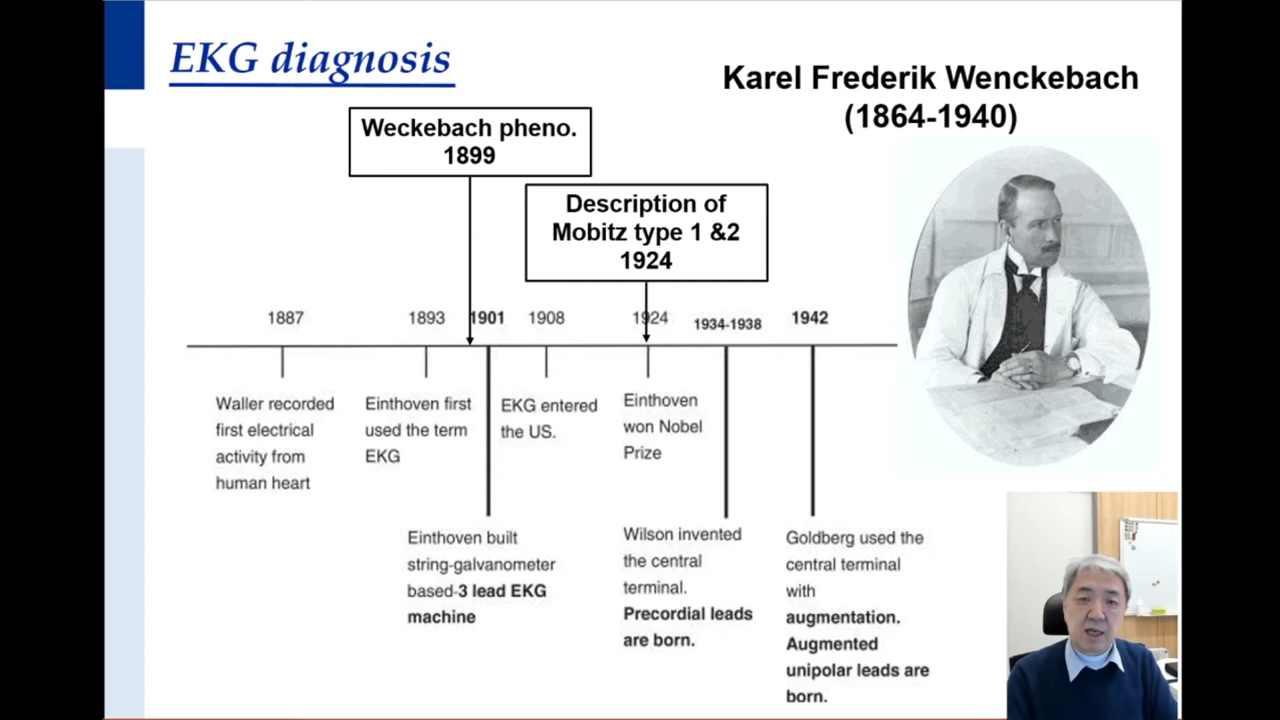 EKG diagnosis
Karel Frederik Wenckebach
(1864-1940)
Weckebach pheno.
1899
Description of
Mobitz type 1 &2
1924
1887
1893
1901
1908
1924
1934-1938
1942
Waller recorded
first electrical
activity from
human heart
Einthoven first
used the term
EKG
EKG entered
the US.
Einthoven
won Nobel
Prize
Einthoven built
string-galvanometer
based-3 lead EKG
machine
Wilson invented
the central
terminal.
Precordial leads
are born.
Goldberg used the
central terminal
with
augmentation.
Augmented
unipolar leads are
born.